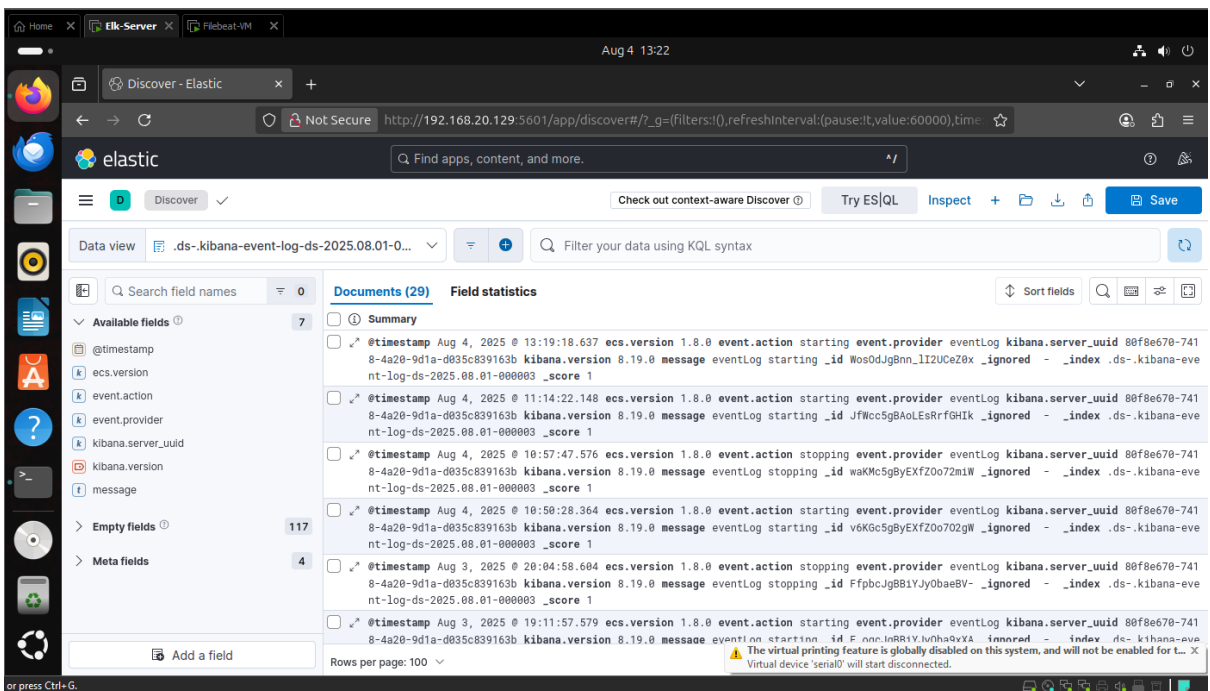 Home
Elk-Server
Filebeat-VM
Aug 4 13:22
Discover - Elastic
Not Secure http://192.168.20.129:5601/app/discover#/?_g=(filters:!(),refreshInterval:(pause:!t,value:60000),time
elastic
Find apps, content, and more.
^/
D Discover
Check out context-aware Discover
Try ES|QL
Inspect
Save
Data view .ds-.kibana-event-log-ds-2025.08.01-0...
Filter your data using KQL syntax
Search field names 0
Documents (29) Field statistics
Sort fields
Available fields 7
Summary
@timestamp
ecs.version
event.action
event.provider
kibana.server_uuid
kibana.version
message
Empty fields 117
Meta fields 4
Add a field
@timestamp Aug 4, 2025 @ 13:19:18.637 ecs.version 1.8.0 event.action starting event.provider eventLog kibana.server_uuid 80f8e670-741
8-4a20-9d1a-d035c839163b kibana.version 8.19.0 message eventLog starting _id WosOdJgBnn_lI2UCeZ0x _ignored - _index .ds-.kibana-eve
nt-log-ds-2025.08.01-000003 _score 1
@timestamp Aug 4, 2025 @ 11:14:22.148 ecs.version 1.8.0 event.action starting event.provider eventLog kibana.server_uuid 80f8e670-741
8-4a20-9d1a-d035c839163b kibana.version 8.19.0 message eventLog starting _id JfWcc5gBAoLEsRrfGHIk _ignored - _index .ds-.kibana-eve
nt-log-ds-2025.08.01-000003 _score 1
@timestamp Aug 4, 2025 @ 10:57:47.576 ecs.version 1.8.0 event.action stopping event.provider eventLog kibana.server_uuid 80f8e670-741
8-4a20-9d1a-d035c839163b kibana.version 8.19.0 message eventLog stopping _id waKMc5gByEXfZOo72miW _ignored - _index .ds-.kibana-eve
nt-log-ds-2025.08.01-000003 _score 1
@timestamp Aug 4, 2025 @ 10:50:28.364 ecs.version 1.8.0 event.action starting event.provider eventLog kibana.server_uuid 80f8e670-741
8-4a20-9d1a-d035c839163b kibana.version 8.19.0 message eventLog starting _id v6KGc5gByEXfZOo7O2gW _ignored - _index .ds-.kibana-eve
nt-log-ds-2025.08.01-000003 _score 1
@timestamp Aug 3, 2025 @ 20:04:58.604 ecs.version 1.8.0 event.action stopping event.provider eventLog kibana.server_uuid 80f8e670-741
8-4a20-9d1a-d035c839163b kibana.version 8.19.0 message eventLog stopping _id FfpbcJgBBiYJyObaeBV- _ignored - _index .ds-.kibana-eve
nt-log-ds-2025.08.01-000003 _score 1
@timestamp Aug 3, 2025 @ 19:11:57.579 ecs.version 1.8.0 event.action starting event.provider eventLog kibana.server_uuid 80f8e670-741
8-4a20-9d1a-d035c839163b kibana.version 8.19.0 message eventLog starting _id _ignored - _index .ds-.kibana-eve
Rows per page: 100
The virtual printing feature is globally disabled on this system, and will not be enabled for t...
Virtual device 'serial0' will start disconnected.
or press Ctrl+G.